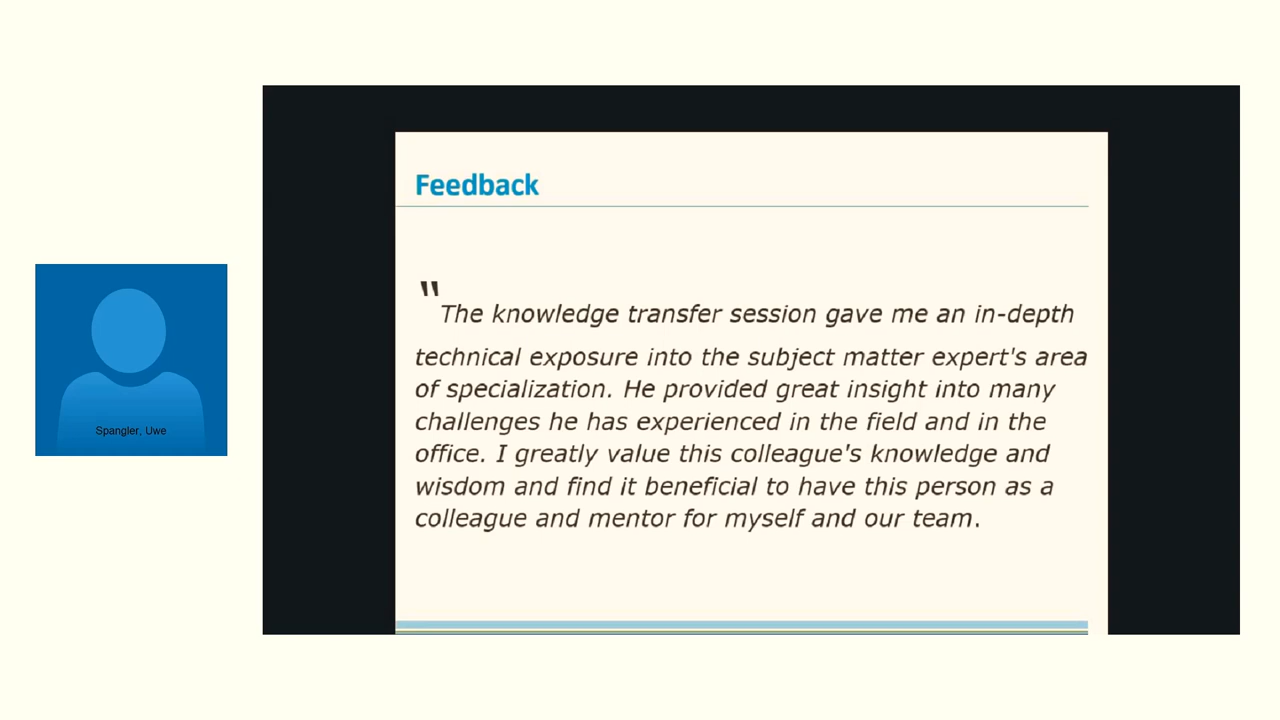 Feedback
"The knowledge transfer session gave me an in-depth
technical exposure into the subject matter expert's area
of specialization. He provided great insight into many
challenges he has experienced in the field and in the
office. I greatly value this colleague's knowledge and
wisdom and find it beneficial to have this person as a
colleague and mentor for myself and our team.
Spangler, Uwe